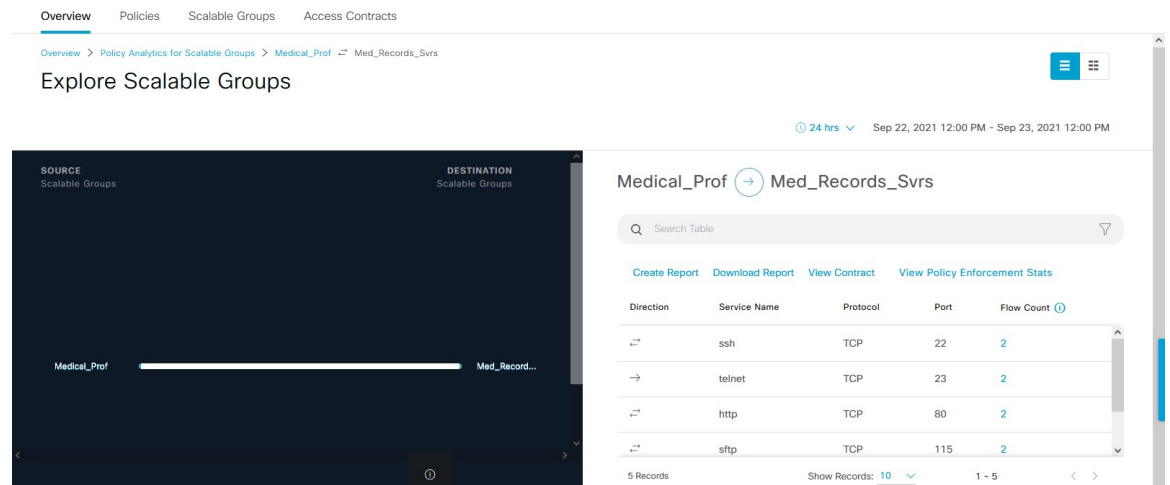 Overview Policies Scalable Groups Access Contracts
Overview > Policy Analytics for Scalable Groups > Medical_Prof ⇄ Med_Records_Svrs
Explore Scalable Groups
24 hrs Sep 22, 2021 12:00 PM - Sep 23, 2021 12:00 PM
SOURCE DESTINATION
Scalable Groups Scalable Groups
Medical_Prof Med_Record...
Medical_Prof → Med_Records_Svrs
Search Table
Create Report Download Report View Contract View Policy Enforcement Stats
Direction Service Name Protocol Port Flow Count
⇄ ssh TCP 22 2
→ telnet TCP 23 2
⇄ http TCP 80 2
⇄ sftp TCP 115 2
5 Records Show Records: 10 1 - 5 < >